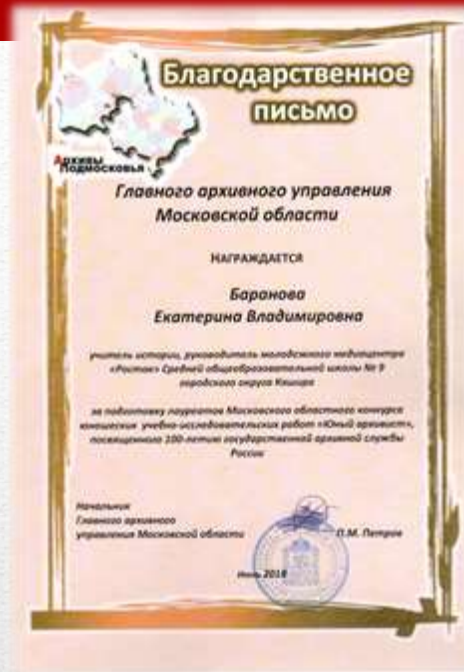 Благодарственное
письмо
Архивы
Подмосковья
Главного архивного управления
Московской области
НАГРАЖДАЕТСЯ
Баранова
Екатерина Владимировна
учитель истории, руководитель молодежного медиацентра
«Росток» Средней общеобразовательной школы № 9
городского округа Кашира
за подготовку лауреатов Московского областного конкурса
юношеских учебно-исследовательских работ «Юный архивист»,
посвященного 100-летию государственной архивной службы
России
Начальник
Главного архивного
управления Московской области П.М. Петров
Июнь 2018